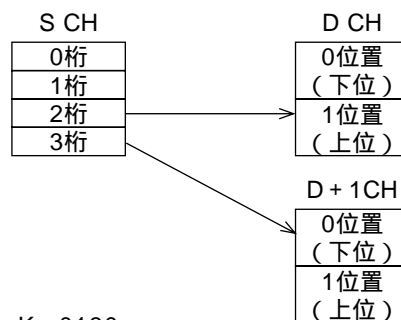 S CH
D CH
0桁
1桁
2桁
3桁
0位置
(下位)
1位置
(上位)
D + 1CH
0位置
(下位)
1位置
(上位)